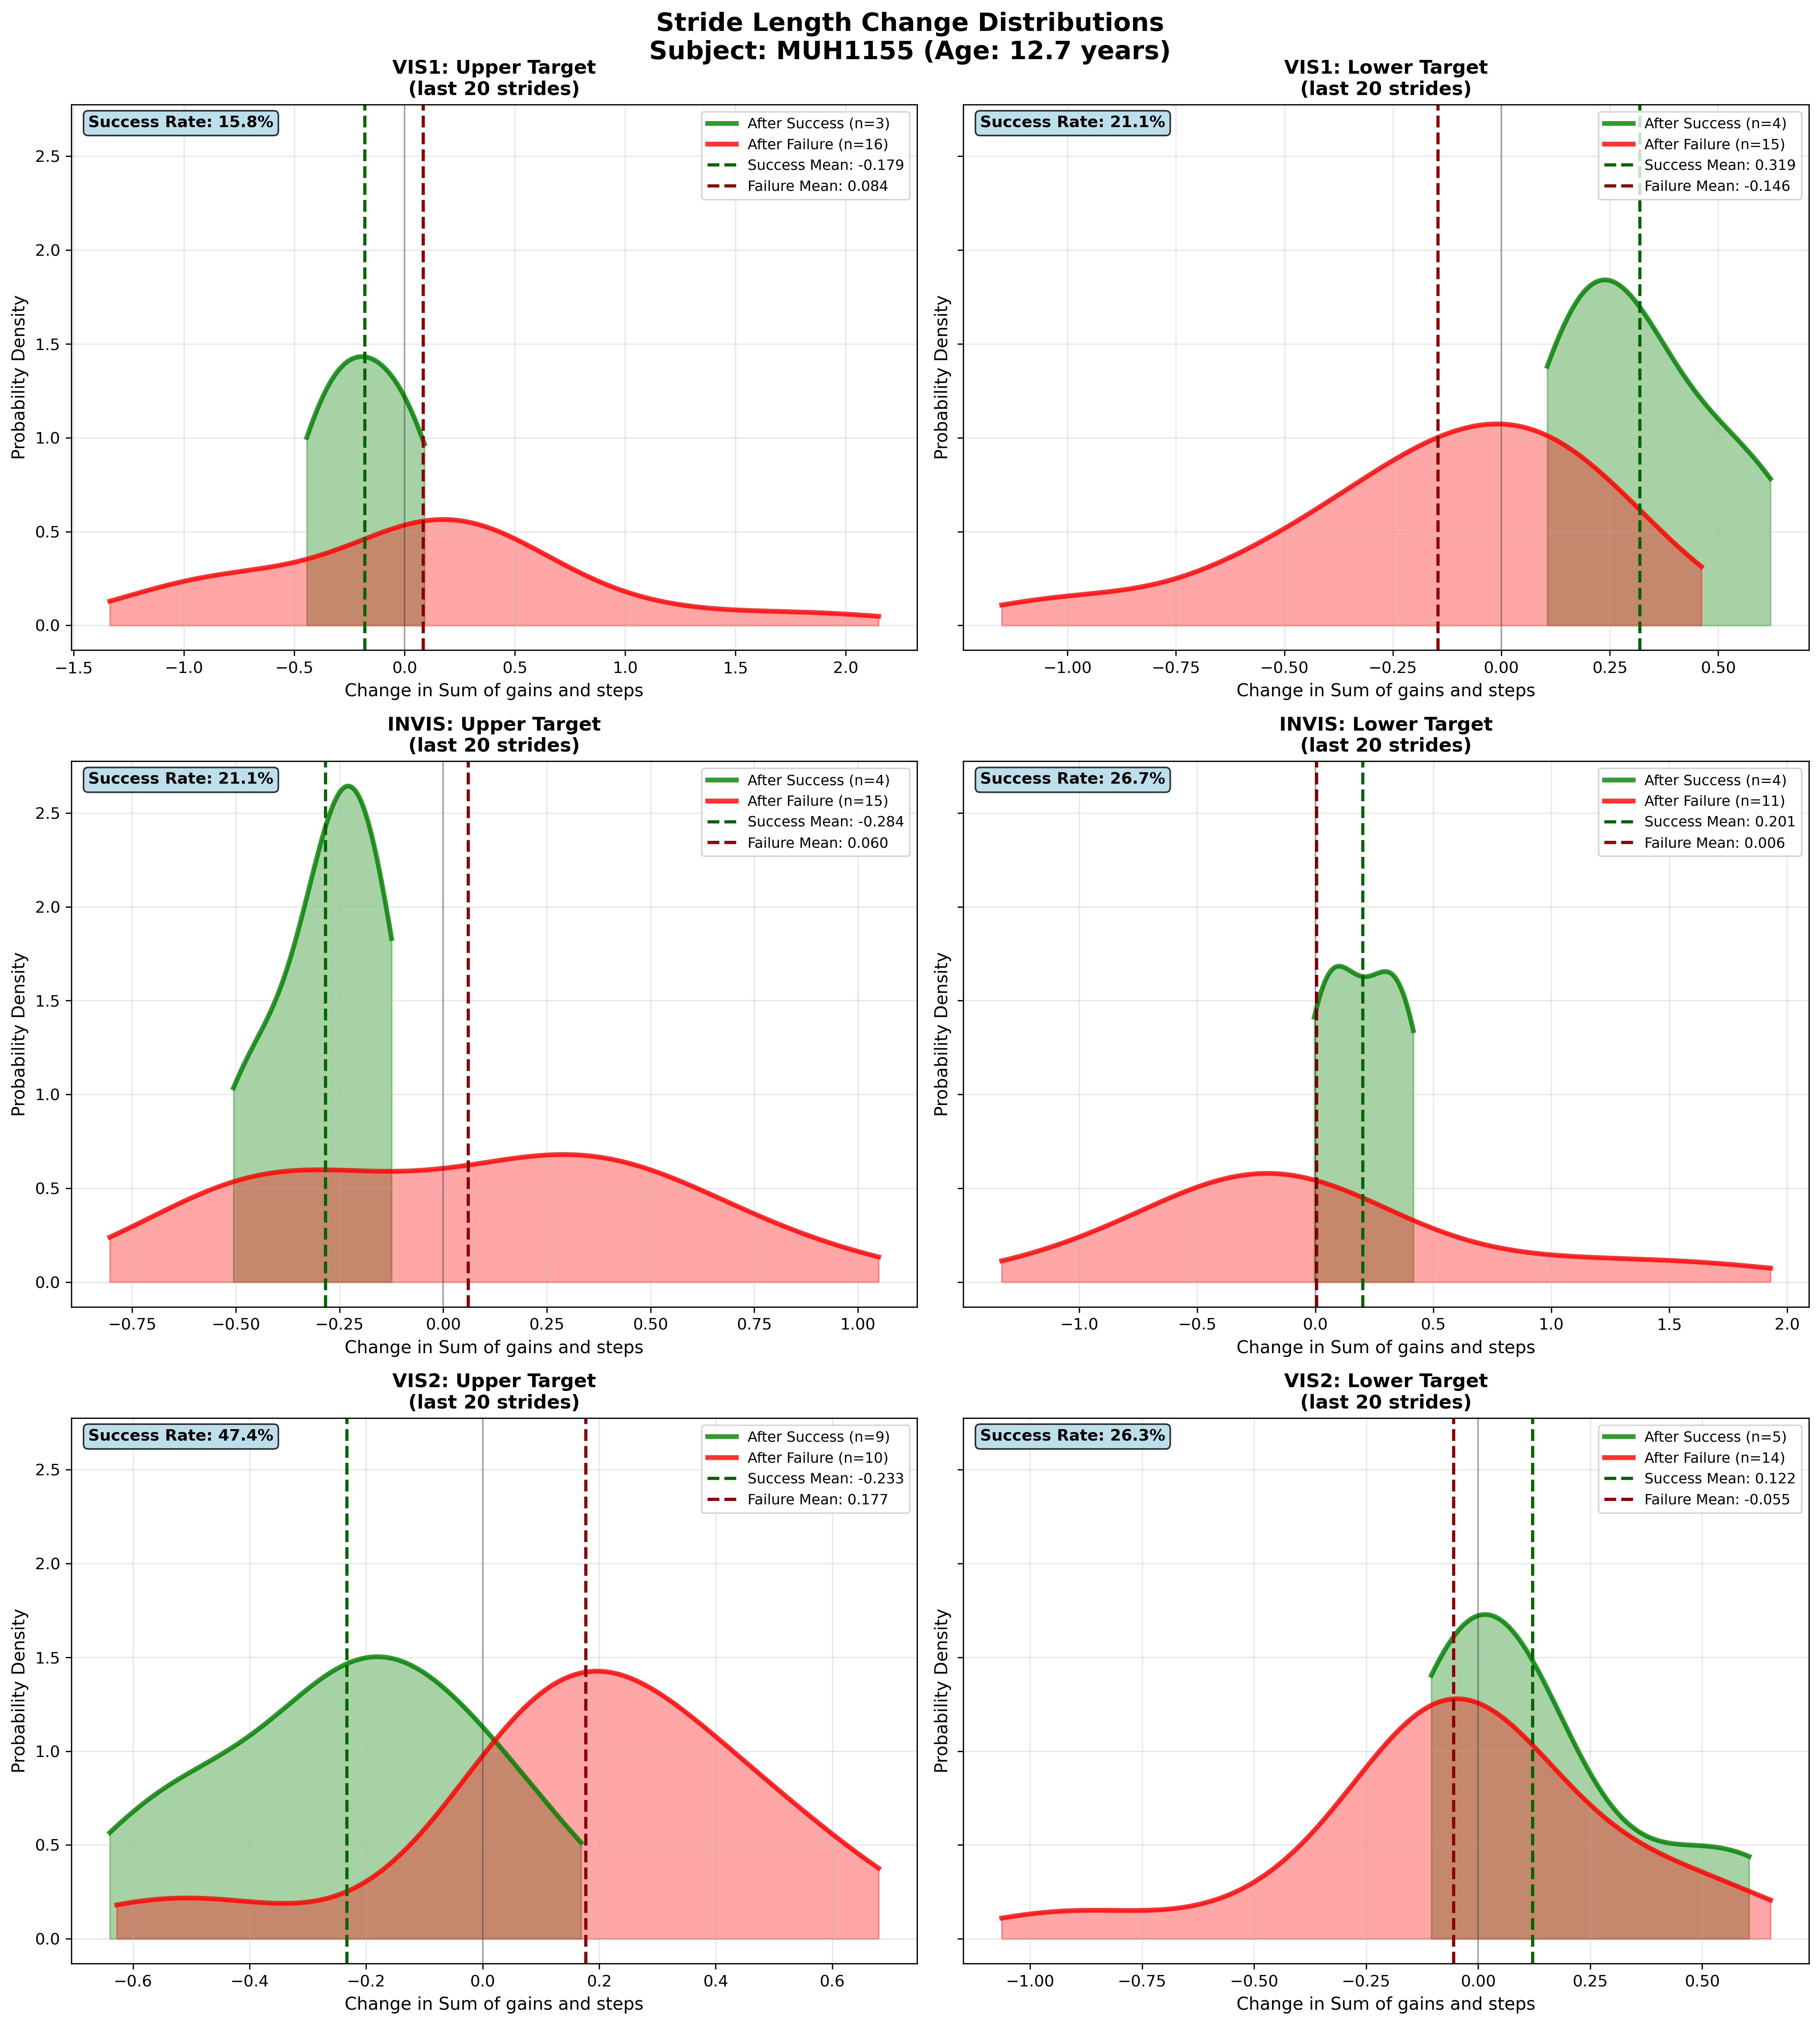 Stride Length Change Distributions
Subject: MUH1155 (Age: 12.7 years)
VIS1: Upper Target
(last 20 strides)
Success Rate: 15.8%
After Success (n=3)
After Failure (n=16)
Success Mean: -0.179
Failure Mean: 0.084
Probability Density
2.5
2.0
1.5
1.0
0.5
0.0
−1.5 −1.0 −0.5 0.0 0.5 1.0 1.5 2.0
Change in Sum of gains and steps
VIS1: Lower Target
(last 20 strides)
Success Rate: 21.1%
After Success (n=4)
After Failure (n=15)
Success Mean: 0.319
Failure Mean: -0.146
Probability Density
−1.00 −0.75 −0.50 −0.25 0.00 0.25 0.50
Change in Sum of gains and steps
INVIS: Upper Target
(last 20 strides)
Success Rate: 21.1%
After Success (n=4)
After Failure (n=15)
Success Mean: -0.284
Failure Mean: 0.060
Probability Density
2.5
2.0
1.5
1.0
0.5
0.0
−0.75 −0.50 −0.25 0.00 0.25 0.50 0.75 1.00
Change in Sum of gains and steps
INVIS: Lower Target
(last 20 strides)
Success Rate: 26.7%
After Success (n=4)
After Failure (n=11)
Success Mean: 0.201
Failure Mean: 0.006
Probability Density
−1.0 −0.5 0.0 0.5 1.0 1.5 2.0
Change in Sum of gains and steps
VIS2: Upper Target
(last 20 strides)
Success Rate: 47.4%
After Success (n=9)
After Failure (n=10)
Success Mean: -0.233
Failure Mean: 0.177
Probability Density
2.5
2.0
1.5
1.0
0.5
0.0
−0.6 −0.4 −0.2 0.0 0.2 0.4 0.6
Change in Sum of gains and steps
VIS2: Lower Target
(last 20 strides)
Success Rate: 26.3%
After Success (n=5)
After Failure (n=14)
Success Mean: 0.122
Failure Mean: -0.055
Probability Density
−1.00 −0.75 −0.50 −0.25 0.00 0.25 0.50
Change in Sum of gains and steps